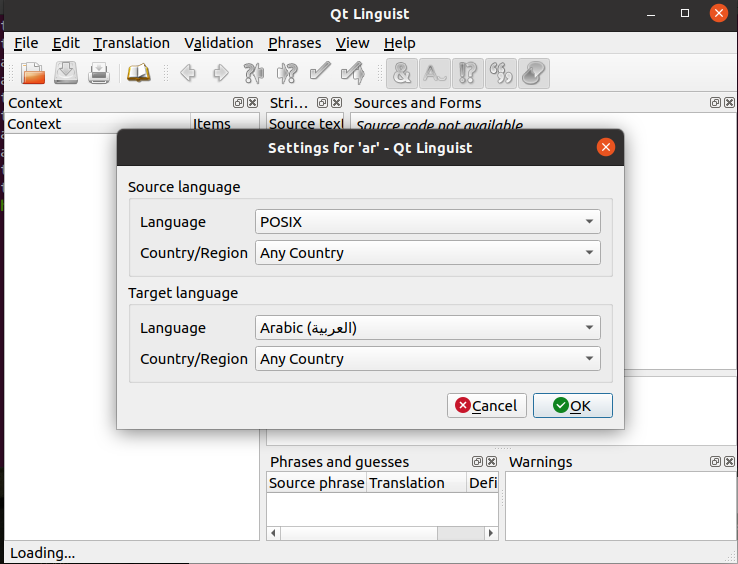 Qt Linguist
File Edit Translation Validation Phrases View Help
Context
Stri...
Sources and Forms
Context Items
Source text
Source code not available
Settings for 'ar' - Qt Linguist
Source language
Language POSIX
Country/Region Any Country
Target language
Language Arabic (العربية)
Country/Region Any Country
Cancel OK
Phrases and guesses
Warnings
Source phrase Translation Defi
Loading...